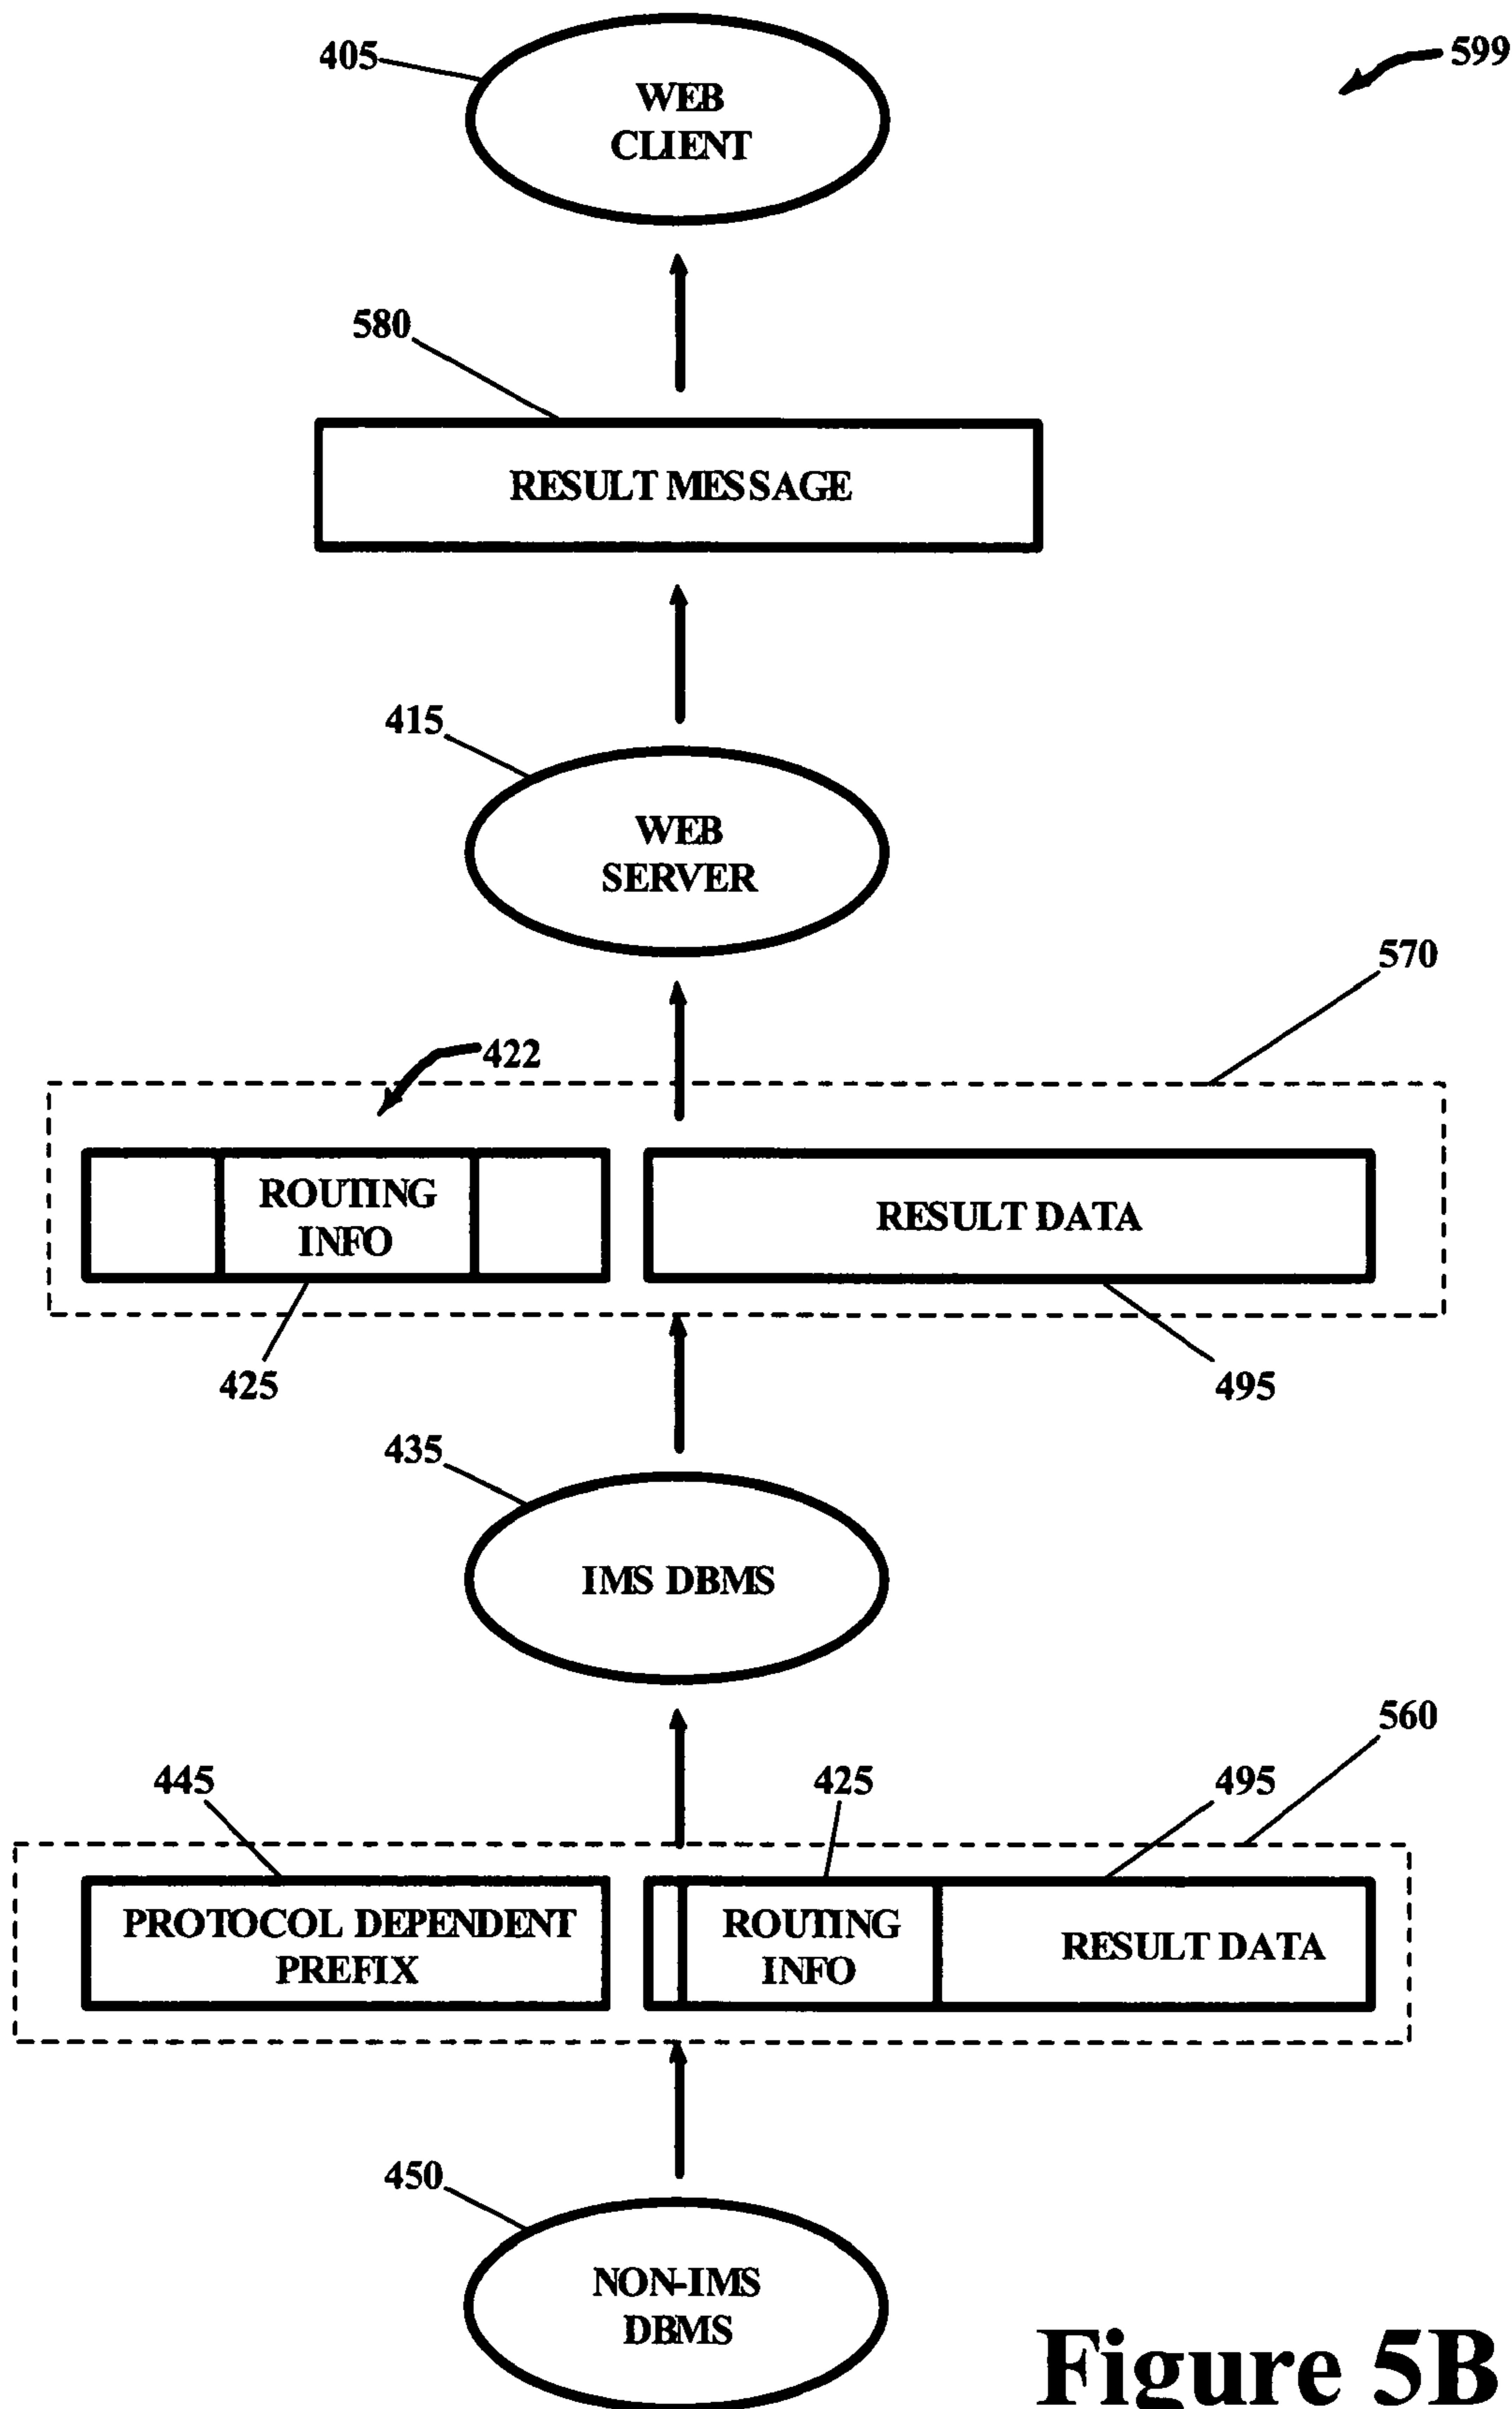 599
405
WEB
CLIENT
580
RESULT MESSAGE
415
WEB
SERVER
570
422
ROUTING
INFO
RESULT DATA
425
495
435
IMS DBMS
560
445
425
495
PROTOCOL DEPENDENT
PREFIX
ROUTING
INFO
RESULT DATA
450
NON-IMS
DBMS
Figure 5B